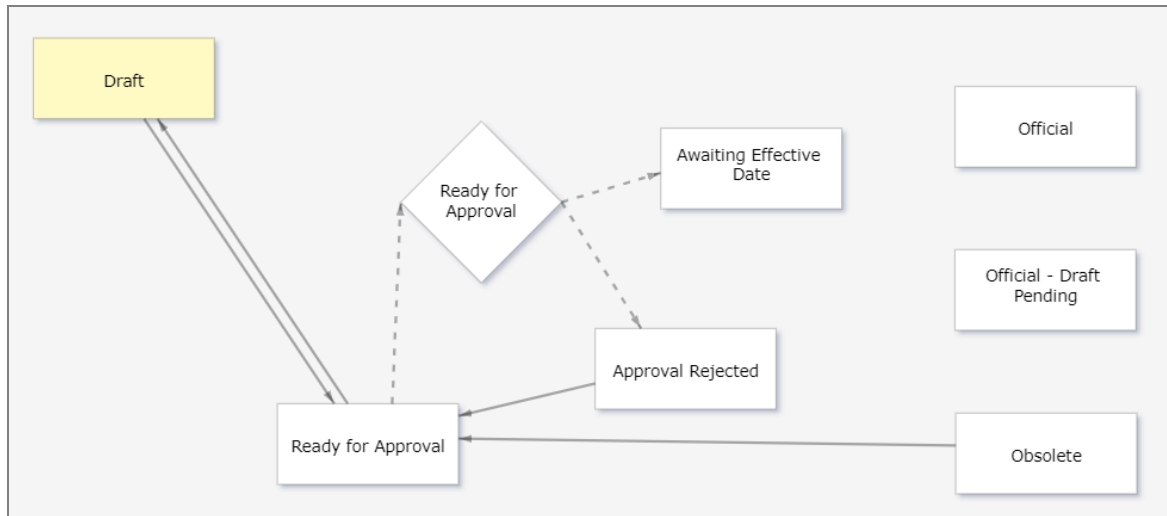 Draft
Official
Awaiting Effective
Date
Ready for
Approval
Official - Draft
Pending
Approval Rejected
Ready for Approval
Obsolete